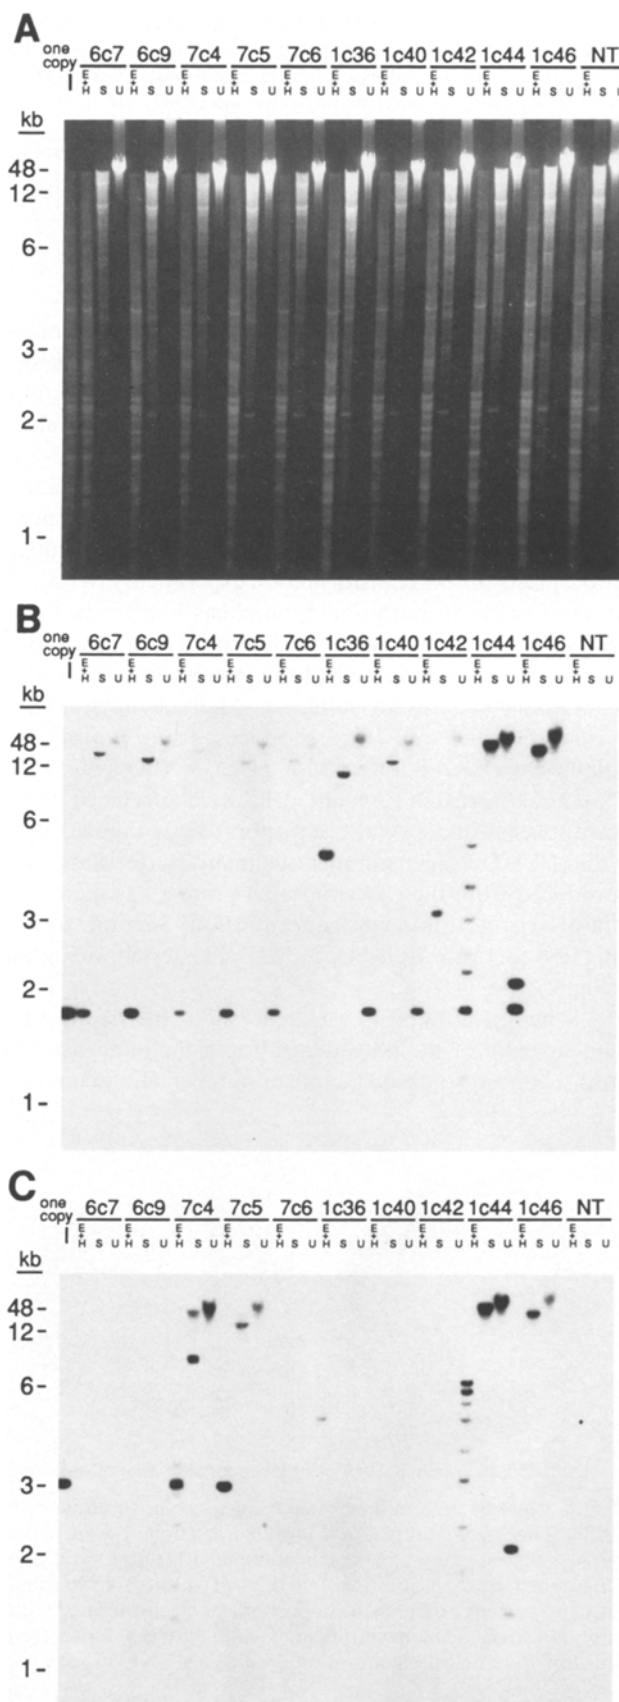 A
one 6c7 6c9 7c4 7c5 7c6 1c36 1c40 1c42 1c44 1c46 NT
copy
E E E E E E E E E E E
+ + + + + + + + + + +
H S U H S U H S U H S U H S U H S U H S U H S U H S U H S U H S U
kb
48
12
6
3
2
1
B
one 6c7 6c9 7c4 7c5 7c6 1c36 1c40 1c42 1c44 1c46 NT
copy
E E E E E E E E E E E
+ + + + + + + + + + +
H S U H S U H S U H S U H S U H S U H S U H S U H S U H S U H S U
kb
48
12
6
3
2
1
C
one 6c7 6c9 7c4 7c5 7c6 1c36 1c40 1c42 1c44 1c46 NT
copy
E E E E E E E E E E E
+ + + + + + + + + + +
H S U H S U H S U H S U H S U H S U H S U H S U H S U H S U H S U
kb
48
12
6
3
2
1